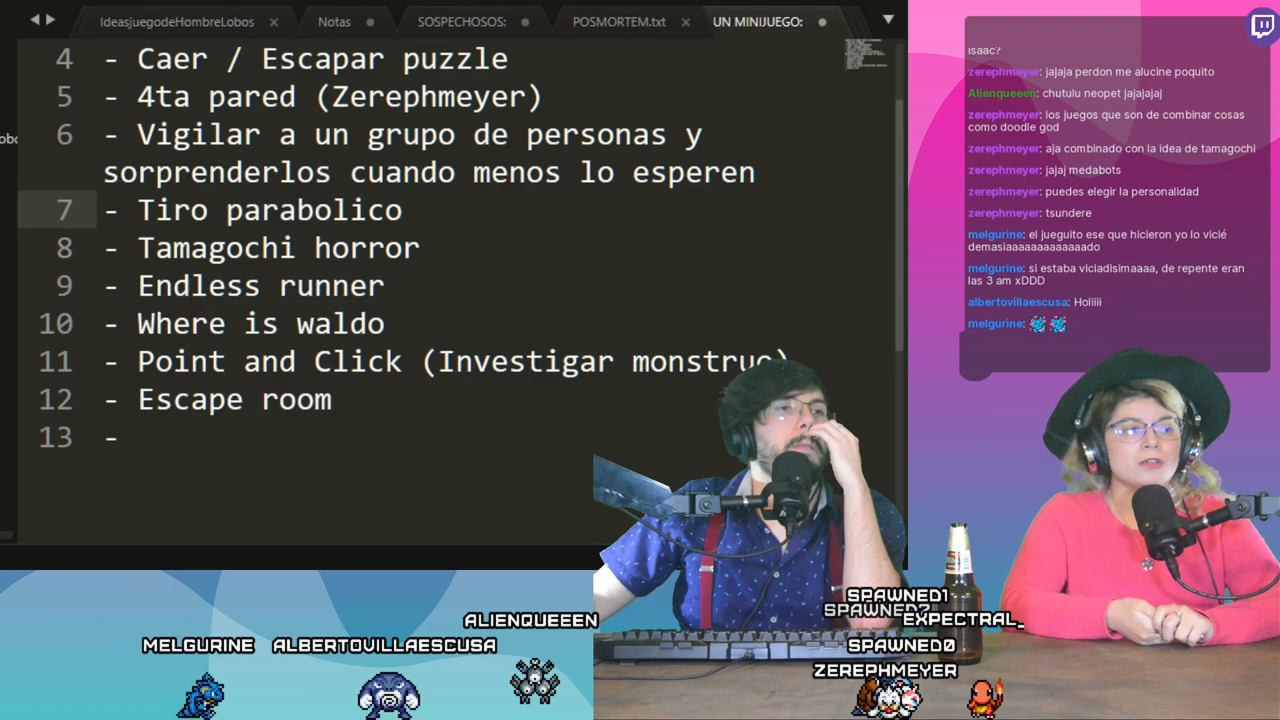 IdeasjuegodeHombreLobos
Notas
SOSPECHOSOS:
POSMORTEM.txt
UN MINIJUEGO:
4 - Caer / Escapar puzzle
5 - 4ta pared (Zerephmeyer)
6 - Vigilar a un grupo de personas y
sorprenderlos cuando menos lo esperen
7 - Tiro parabolico
8 - Tamagochi horror
9 - Endless runner
10 - Where is waldo
11 - Point and Click (Investigar monstruo)
12 - Escape room
13 -
isaac?
zerephmeyer: jajaja perdon me alucine poquito
Alienqueeen: chutulu neopet jajajajaj
zerephmeyer: los juegos que son de combinar cosas
como doodle god
zerephmeyer: aja combinado con la idea de tamagochi
zerephmeyer: jajaj medabots
zerephmeyer: puedes elegir la personalidad
zerephmeyer: tsundere
melgurine: el jueguito ese que hicieron yo lo vicié
demasiaaaaaaaaaaaaado
melgurine: si estaba viciadisimaaaa, de repente eran
las 3 am xDDD
albertovillaescusa: Holiiii
melgurine:
MELGURINE
ALBERTOVILLAESCUSA
ALIENQUEEEN
SPAWNED1
EXPECTRAL_
SPAWNED0
ZEREPHMEYER